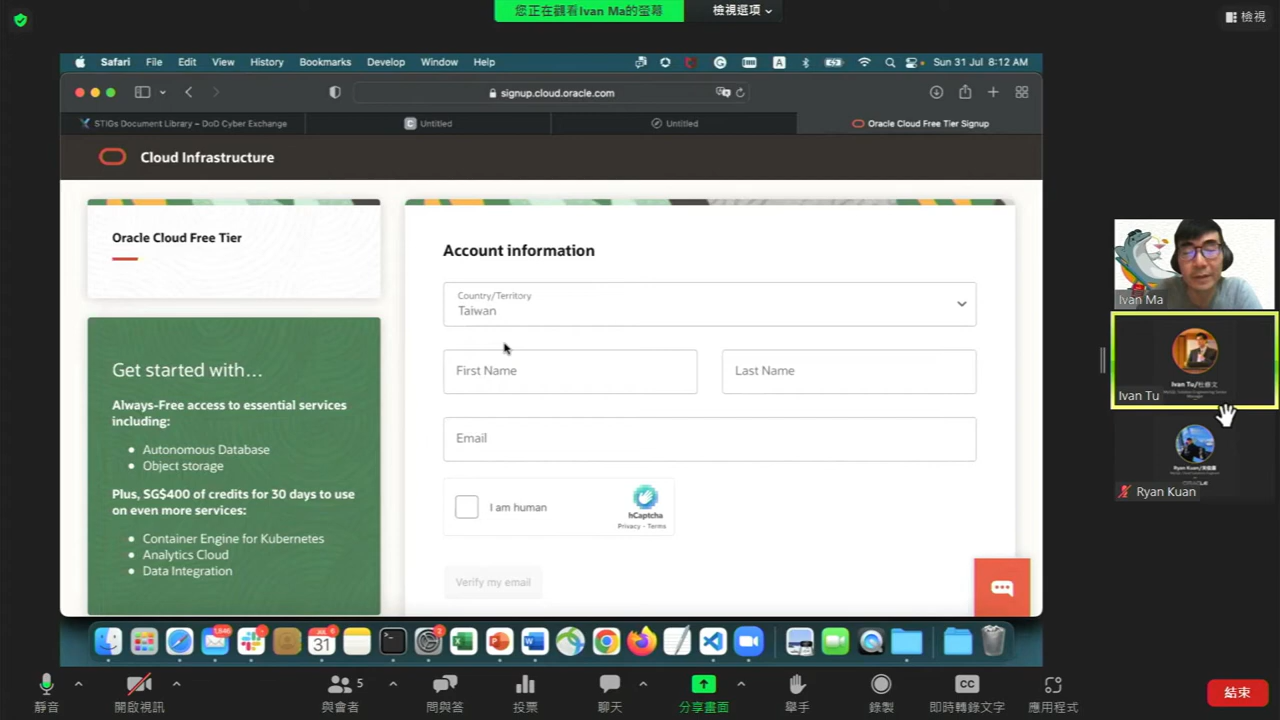 您正在觀看Ivan Ma的螢幕
檢視選項
檢視
Safari File Edit View History Bookmarks Develop Window Help
Sun 31 Jul 8:12 AM
signup.cloud.oracle.com
STIGs Document Library – DoD Cyber Exchange
Untitled
Untitled
Oracle Cloud Free Tier Signup
Cloud Infrastructure
Oracle Cloud Free Tier
Get started with...
Always-Free access to essential services
including:
Autonomous Database
Object storage
Plus, SG$400 of credits for 30 days to use
on even more services:
Container Engine for Kubernetes
Analytics Cloud
Data Integration
Account information
Country/Territory
Taiwan
First Name
Last Name
Email
I am human
hCaptcha
Privacy - Terms
Verify my email
Ivan Ma
Ivan Tu/杜修文
Ivan Tu
Ryan Kuan
31
靜音
開啟視訊
5
與會者
問與答
投票
聊天
分享畫面
舉手
錄製
CC
即時轉錄文字
應用程式
結束